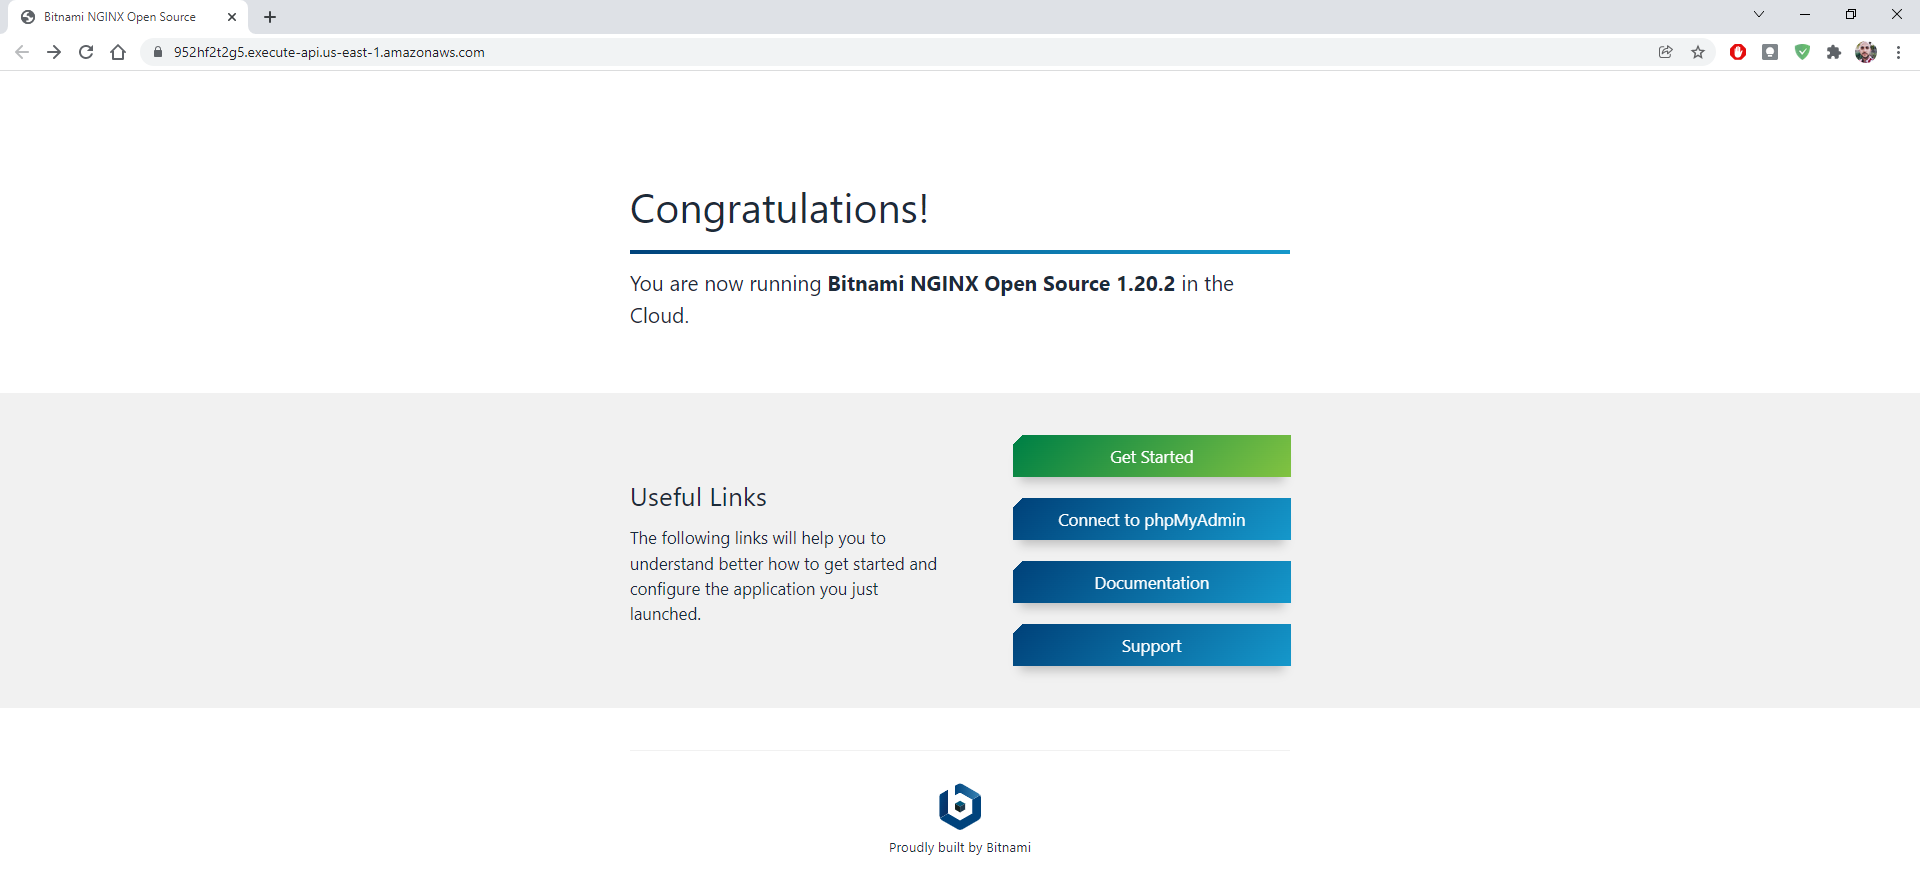 Bitnami NGINX Open Source
952hf2t2g5.execute-api.us-east-1.amazonaws.com
Congratulations!
You are now running Bitnami NGINX Open Source 1.20.2 in the
Cloud.
Useful Links
The following links will help you to
understand better how to get started and
configure the application you just
launched.
Get Started
Connect to phpMyAdmin
Documentation
Support
Proudly built by Bitnami